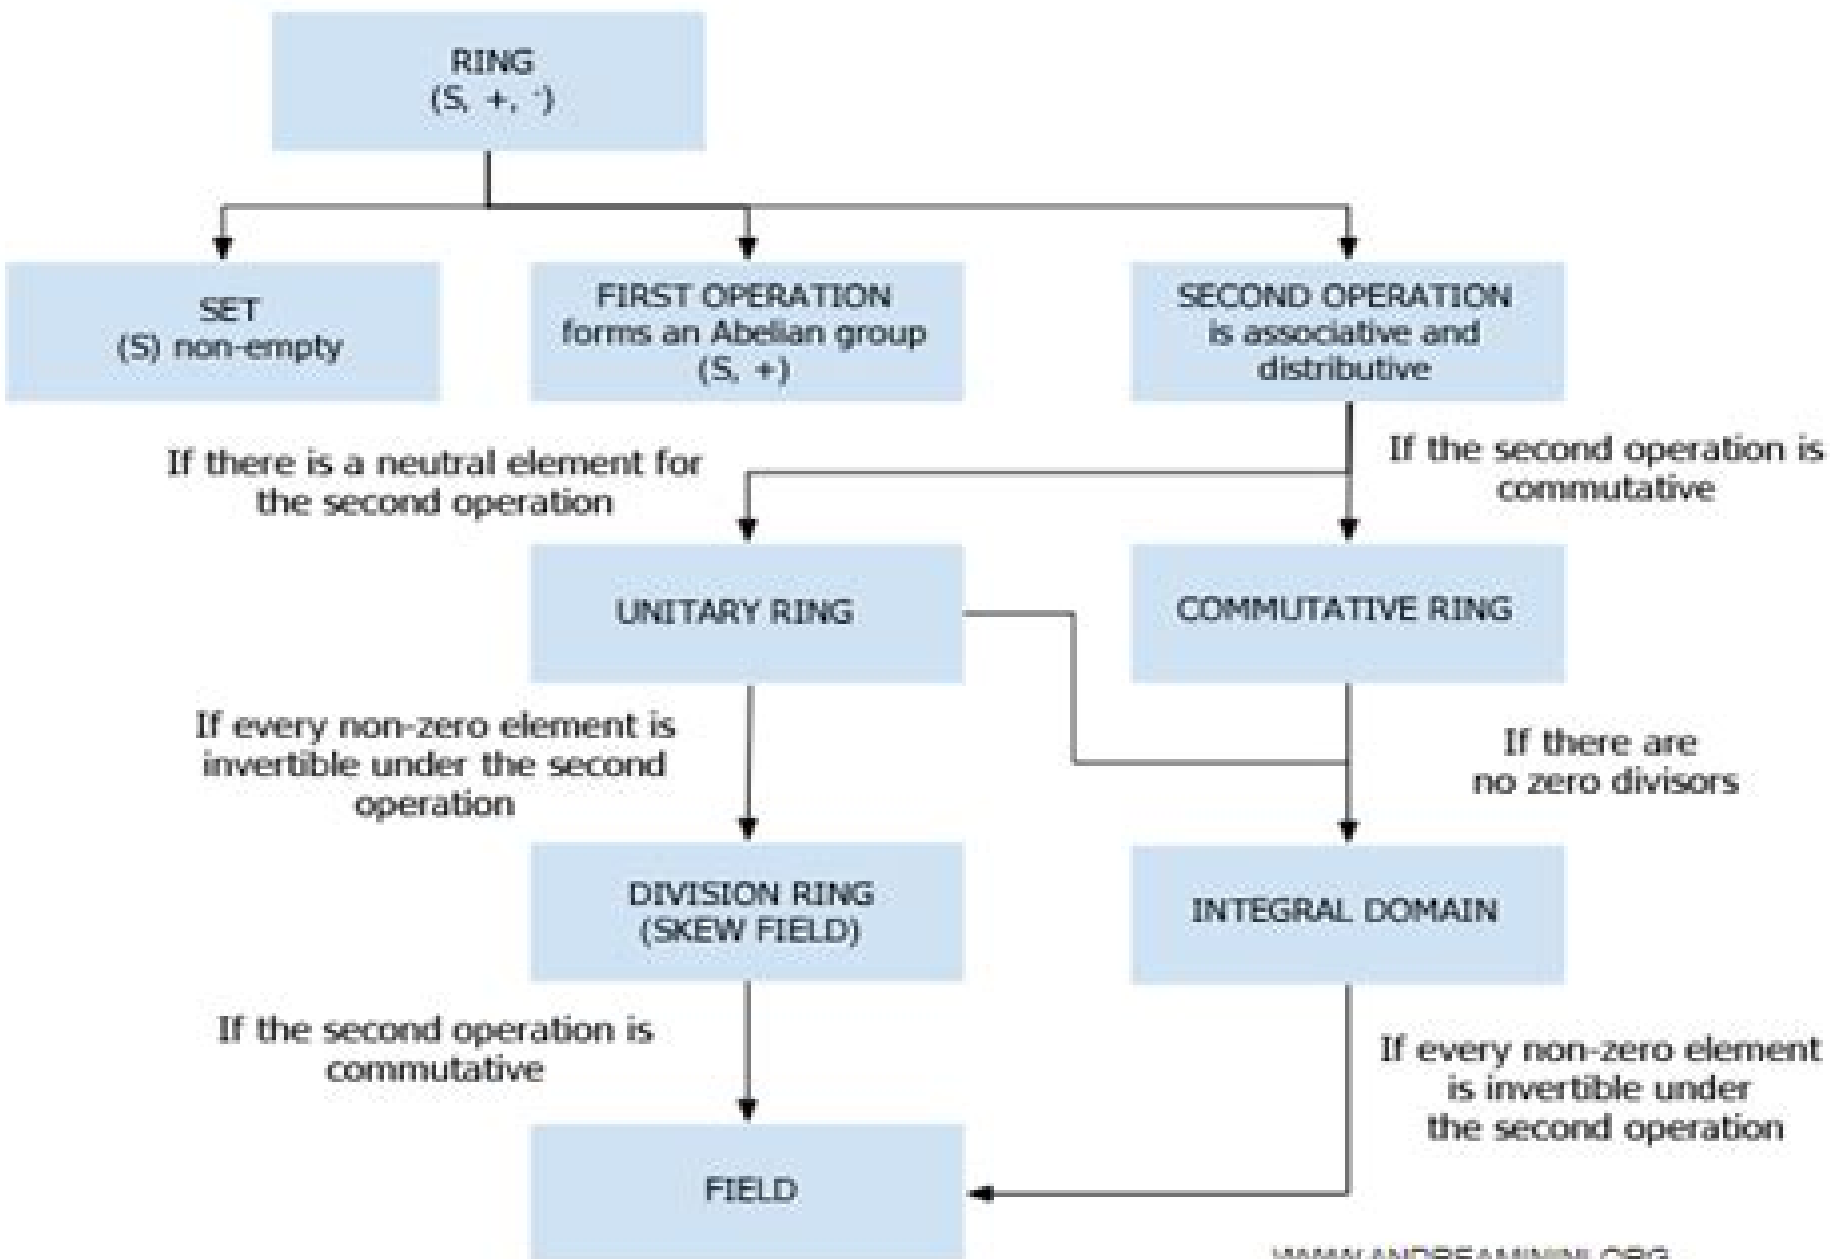 RING
(S, +, ·)
SET
(S) non-empty
FIRST OPERATION
forms an Abelian group
(S, +)
SECOND OPERATION
is associative and
distributive
If there is a neutral element for
the second operation
If the second operation is
commutative
UNITARY RING
COMMUTATIVE RING
If every non-zero element is
invertible under the second
operation
If there are
no zero divisors
DIVISION RING
(SKEW FIELD)
INTEGRAL DOMAIN
If the second operation is
commutative
If every non-zero element
is invertible under
the second operation
FIELD
WWW.ANDREAMININI.ORG